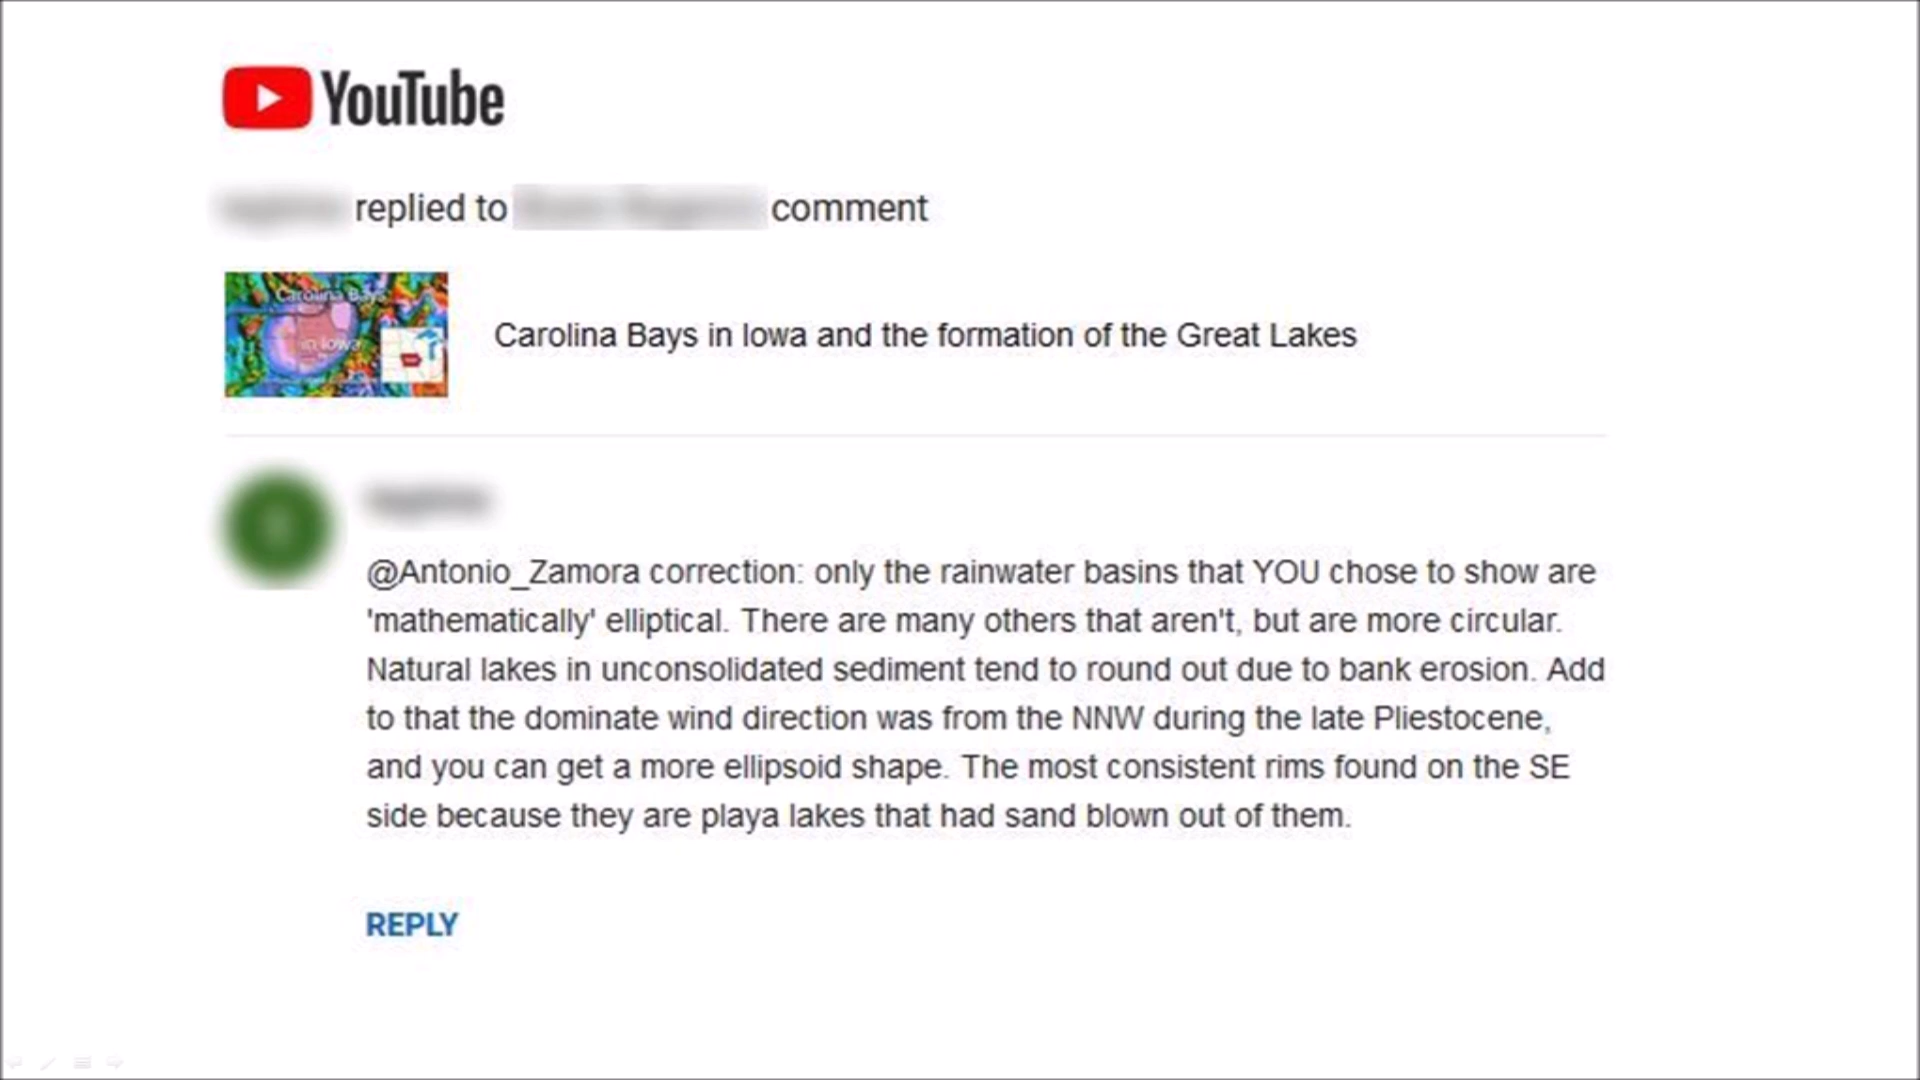 YouTube
replied to comment
Carolina Bays
in Iowa
Carolina Bays in Iowa and the formation of the Great Lakes
@Antonio_Zamora correction: only the rainwater basins that YOU chose to show are
'mathematically' elliptical. There are many others that aren't, but are more circular.
Natural lakes in unconsolidated sediment tend to round out due to bank erosion. Add
to that the dominate wind direction was from the NNW during the late Pliestocene,
and you can get a more ellipsoid shape. The most consistent rims found on the SE
side because they are playa lakes that had sand blown out of them.
REPLY